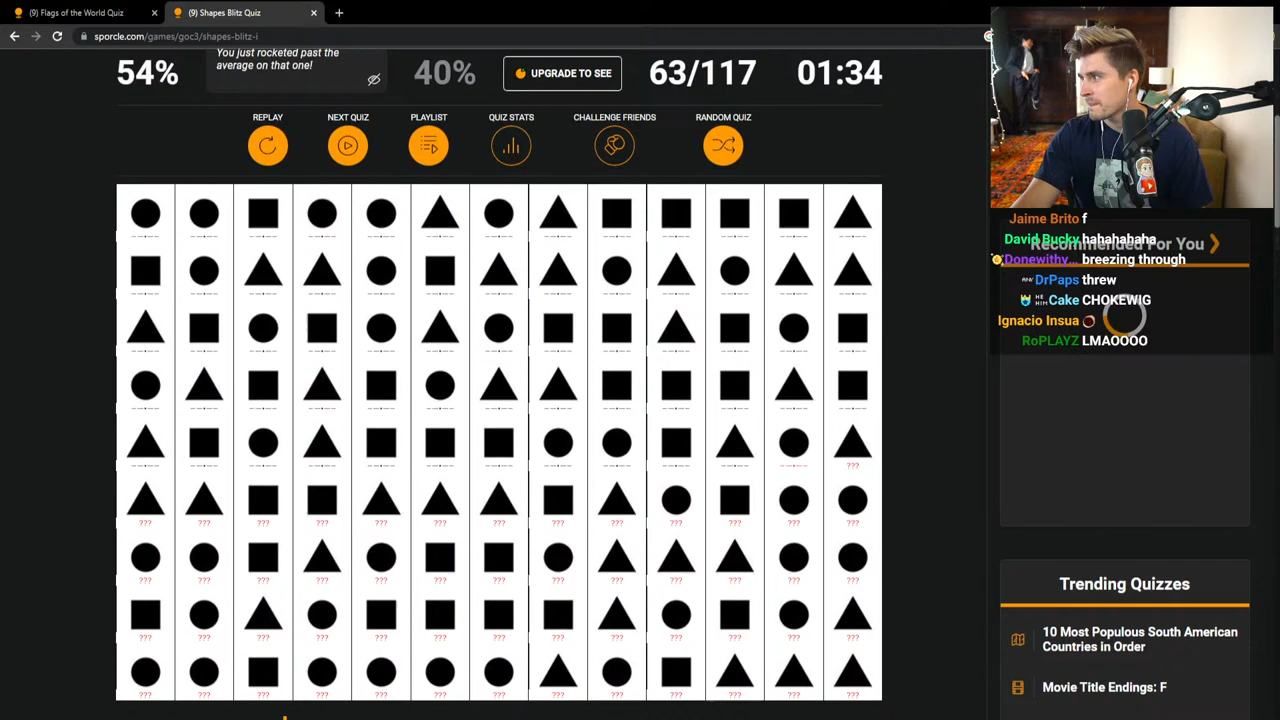 (9) Flags of the World Quiz
(9) Shapes Blitz Quiz
sporcle.com/games/goc3/shapes-blitz-i
54%
You just rocketed past the
average on that one!
40%
UPGRADE TO SEE
63/117
01:34
REPLAY
NEXT QUIZ
PLAYLIST
QUIZ STATS
CHALLENGE FRIENDS
RANDOM QUIZ
Jaime Brito f
David Bucky hahahahaha
Recommended For You
Donewithy... breezing through
DrPaps threw
HE HIM Cake CHOKEWIG
Ignacio Insua
RoPLAYZ LMAOOOO
???
??? ??? ??? ??? ??? ??? ??? ??? ??? ??? ??? ??? ???
??? ??? ??? ??? ??? ??? ??? ??? ??? ??? ??? ??? ???
??? ??? ??? ??? ??? ??? ??? ??? ??? ??? ??? ??? ???
??? ??? ??? ??? ??? ??? ??? ??? ??? ??? ??? ??? ???
Trending Quizzes
10 Most Populous South American
Countries in Order
Movie Title Endings: F